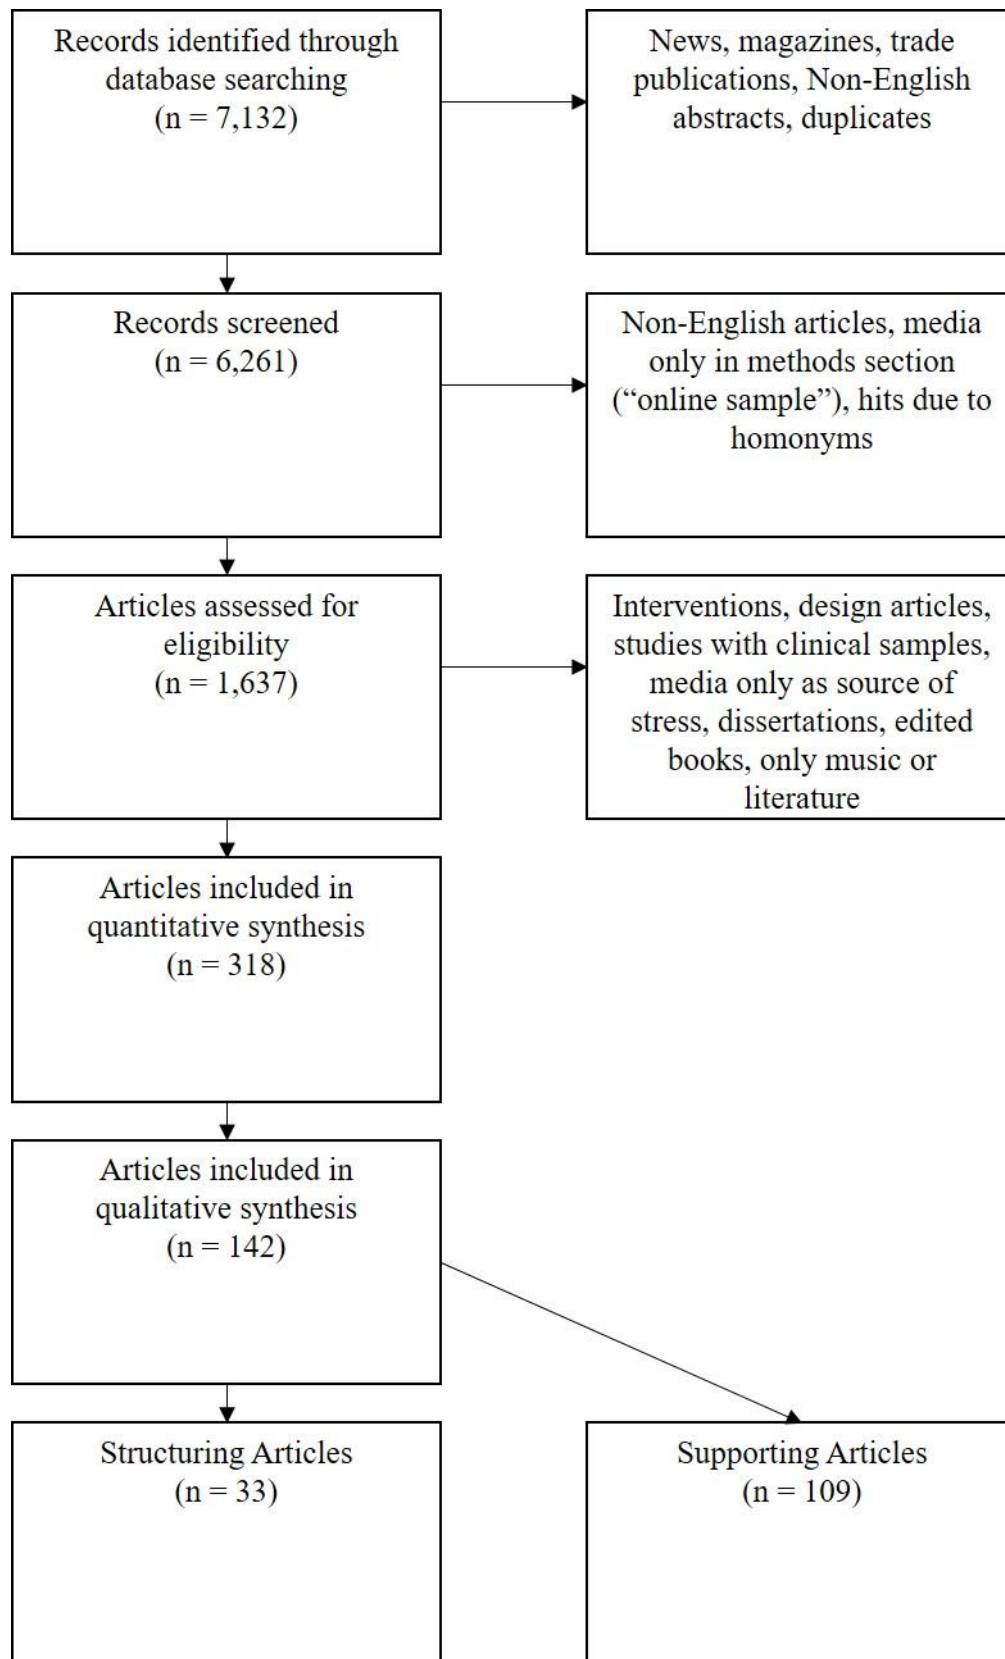 Records identified through
database searching
(n = 7,132)
News, magazines, trade
publications, Non-English
abstracts, duplicates
Records screened
(n = 6,261)
Non-English articles, media
only in methods section
(“online sample”), hits due to
homonyms
Articles assessed for
eligibility
(n = 1,637)
Interventions, design articles,
studies with clinical samples,
media only as source of
stress, dissertations, edited
books, only music or
literature
Articles included in
quantitative synthesis
(n = 318)
Articles included in
qualitative synthesis
(n = 142)
Structuring Articles
(n = 33)
Supporting Articles
(n = 109)